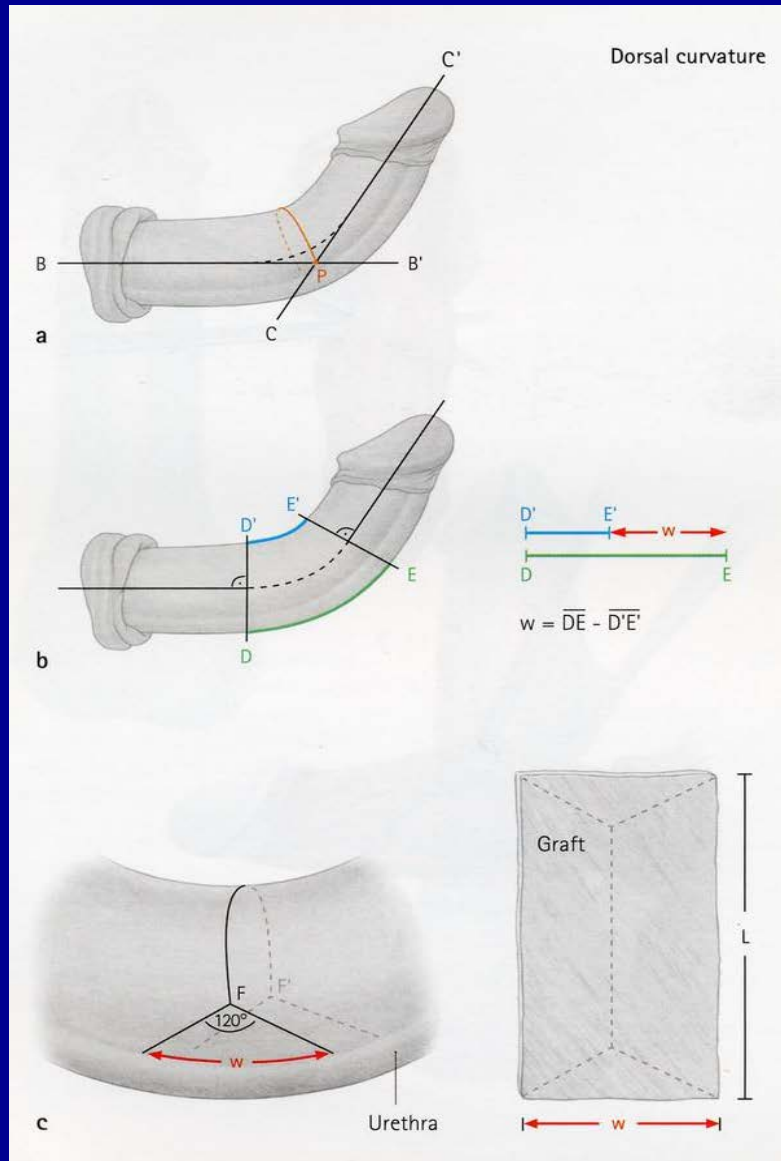 Dorsal curvature
C'
B
B'
P
C
a
E'
D'
E
D
b
D' E' w
D E
w = DE - D'E'
Graft
L
F
F'
120°
w
Urethra
w
c